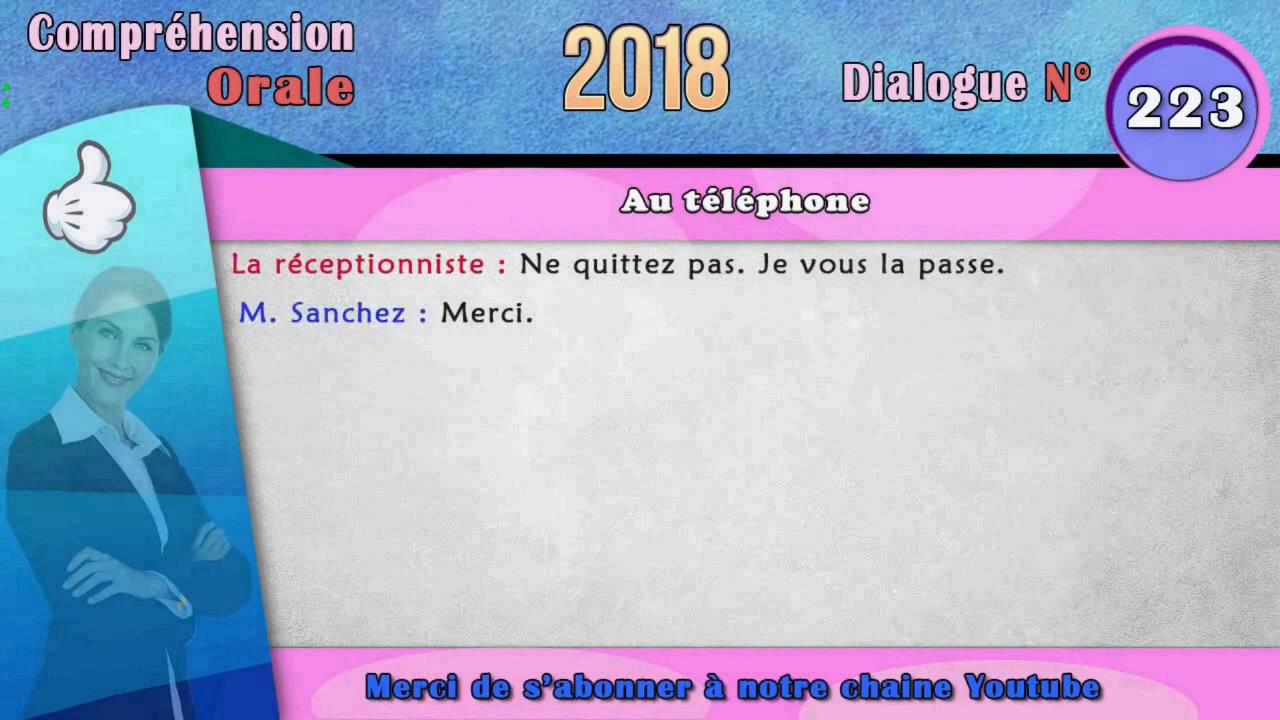 Compréhension
Orale
2018
Dialogue N°
223
Au téléphone
La réceptionniste : Ne quittez pas. Je vous la passe.
M. Sanchez : Merci.
Merci de s'abonner à notre chaine Youtube